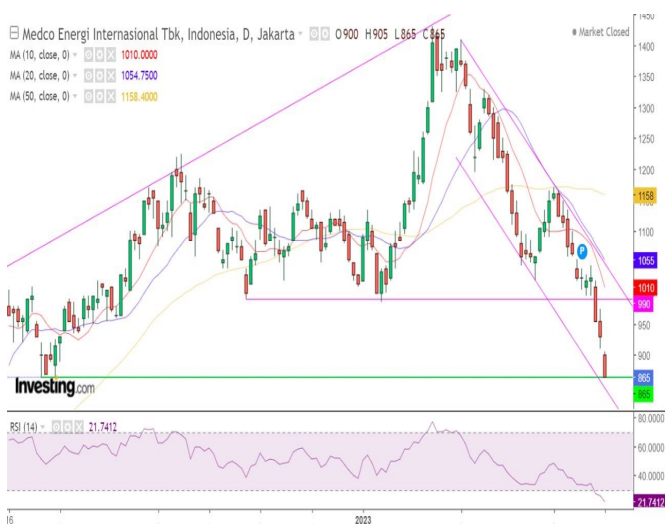 Medco Energi Internasional Tbk, Indonesia, D, Jakarta O900 H905 L865 C865
Market Closed
MA (10, close, 0) 1010.0000
MA (20, close, 0) 1054.7500
MA (50, close, 0) 1158.4000
1450
1400
1350
1300
1250
1200
1158
1100
1055
1010
990
950
900
865
865
P
Investing.com
RSI (14) 21.7412
80.0000
60.0000
40.0000
21.7412
16
2023